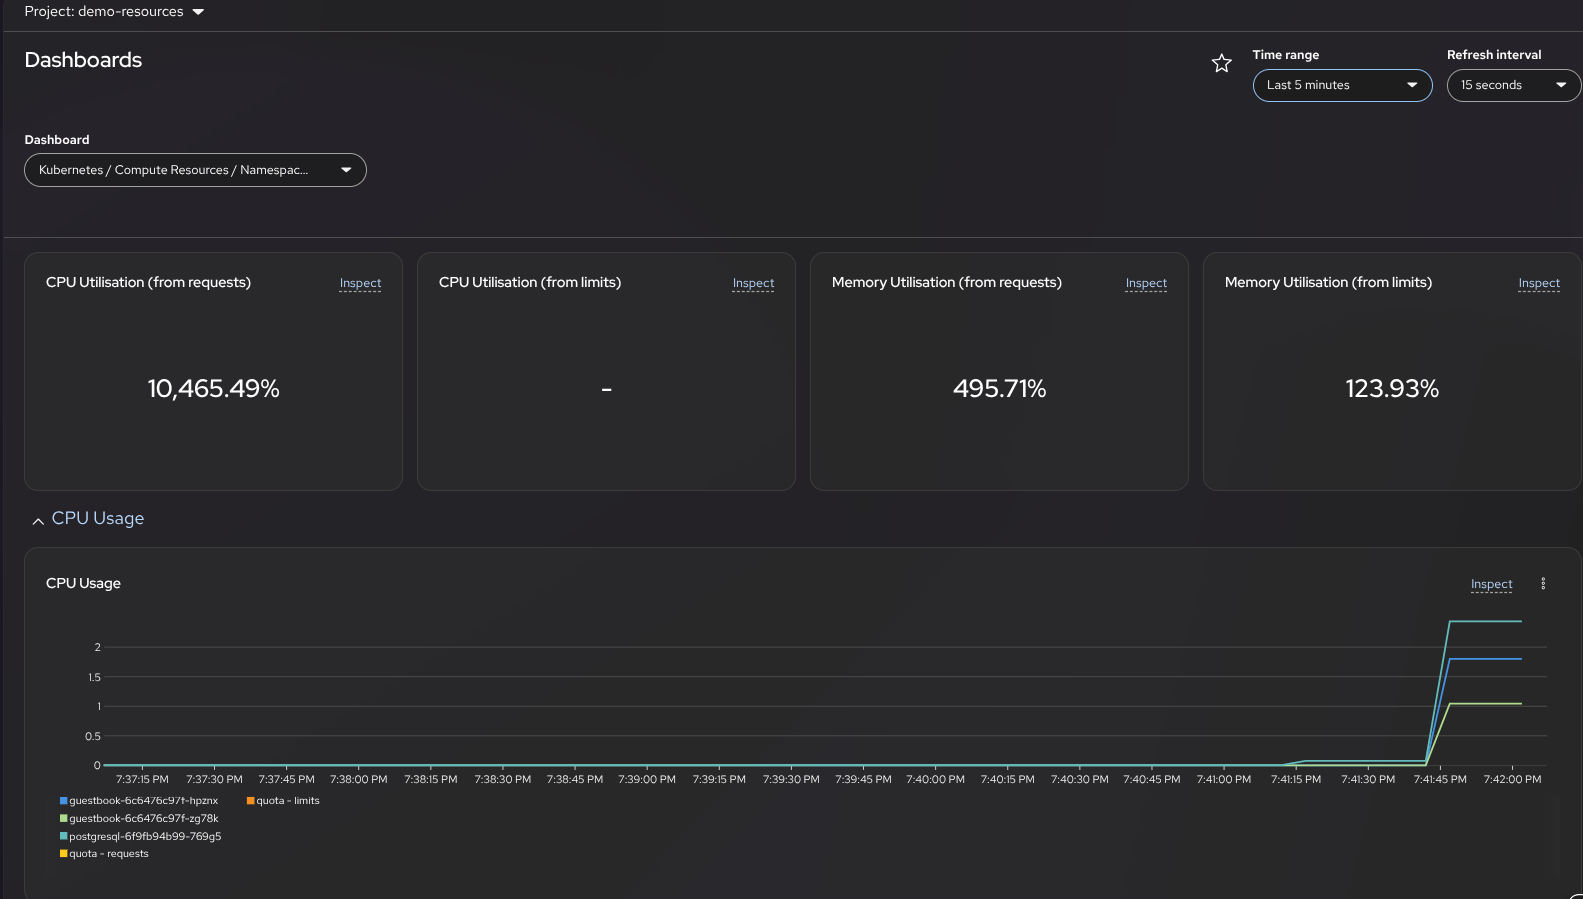 Project: demo-resources
Dashboards
Time range
Refresh interval
Last 5 minutes
15 seconds
Dashboard
Kubernetes / Compute Resources / Namespac...
CPU Utilisation (from requests)
Inspect
10,465.49%
CPU Utilisation (from limits)
Inspect
-
Memory Utilisation (from requests)
Inspect
495.71%
Memory Utilisation (from limits)
Inspect
123.93%
CPU Usage
CPU Usage
Inspect
2
1.5
1
0.5
0
7:37:15 PM 7:37:30 PM 7:37:45 PM 7:38:00 PM 7:38:15 PM 7:38:30 PM 7:38:45 PM 7:39:00 PM 7:39:15 PM 7:39:30 PM 7:39:45 PM 7:40:00 PM 7:40:15 PM 7:40:30 PM 7:40:45 PM 7:41:00 PM 7:41:15 PM 7:41:30 PM 7:41:45 PM 7:42:00 PM
guestbook-6c6476c97f-hpznx
quota - limits
guestbook-6c6476c97f-zg78k
postgresql-6f9fb94b99-769g5
quota - requests